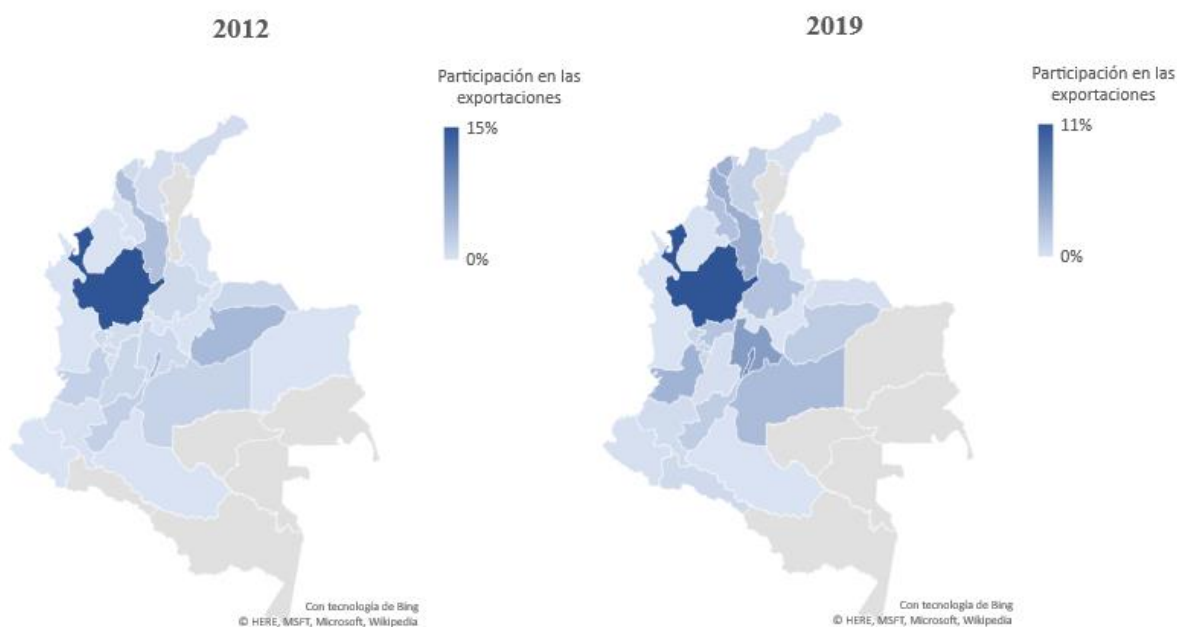 2012
Participación en las
exportaciones
15%
0%
Con tecnología de Bing
© HERE, MSFT, Microsoft, Wikipedia
2019
Participación en las
exportaciones
11%
0%
Con tecnología de Bing
© HERE, MSFT, Microsoft, Wikipedia